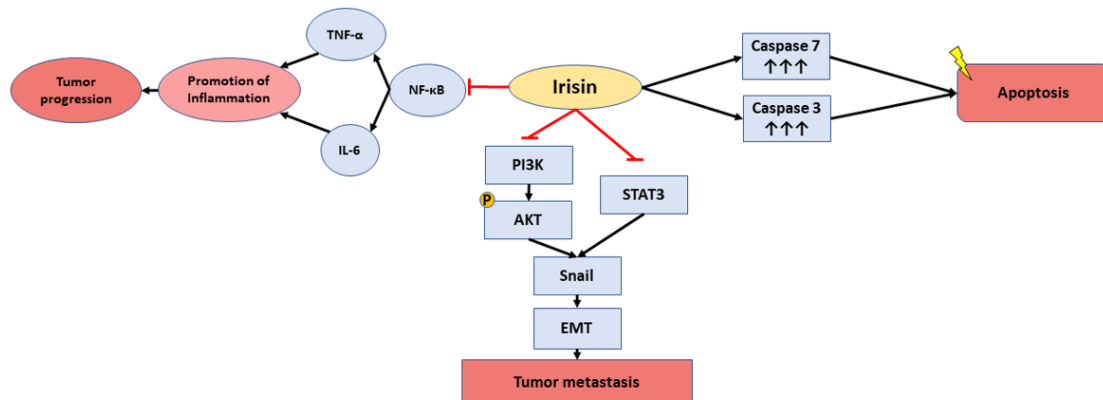 TNF-α
Tumor
progression
Promotion of
Inflammation
NF-κB
IL-6
Irisin
Caspase 7
↑↑↑
Caspase 3
↑↑↑
Apoptosis
PI3K
P
AKT
STAT3
Snail
EMT
Tumor metastasis